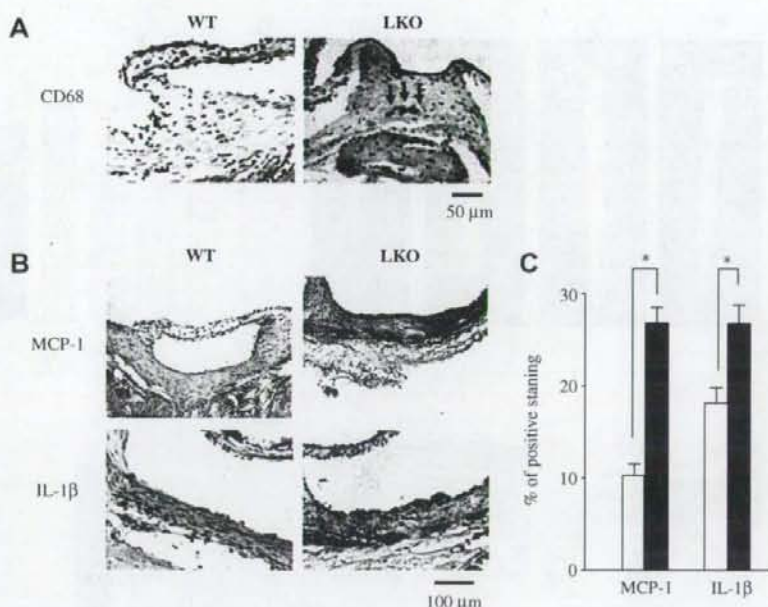 A
WT
LKO
CD68
50 μm
B
WT
LKO
MCP-1
IL-1β
100 μm
C
*
*
% of positive staning
30
20
10
0
MCP-1
IL-1β